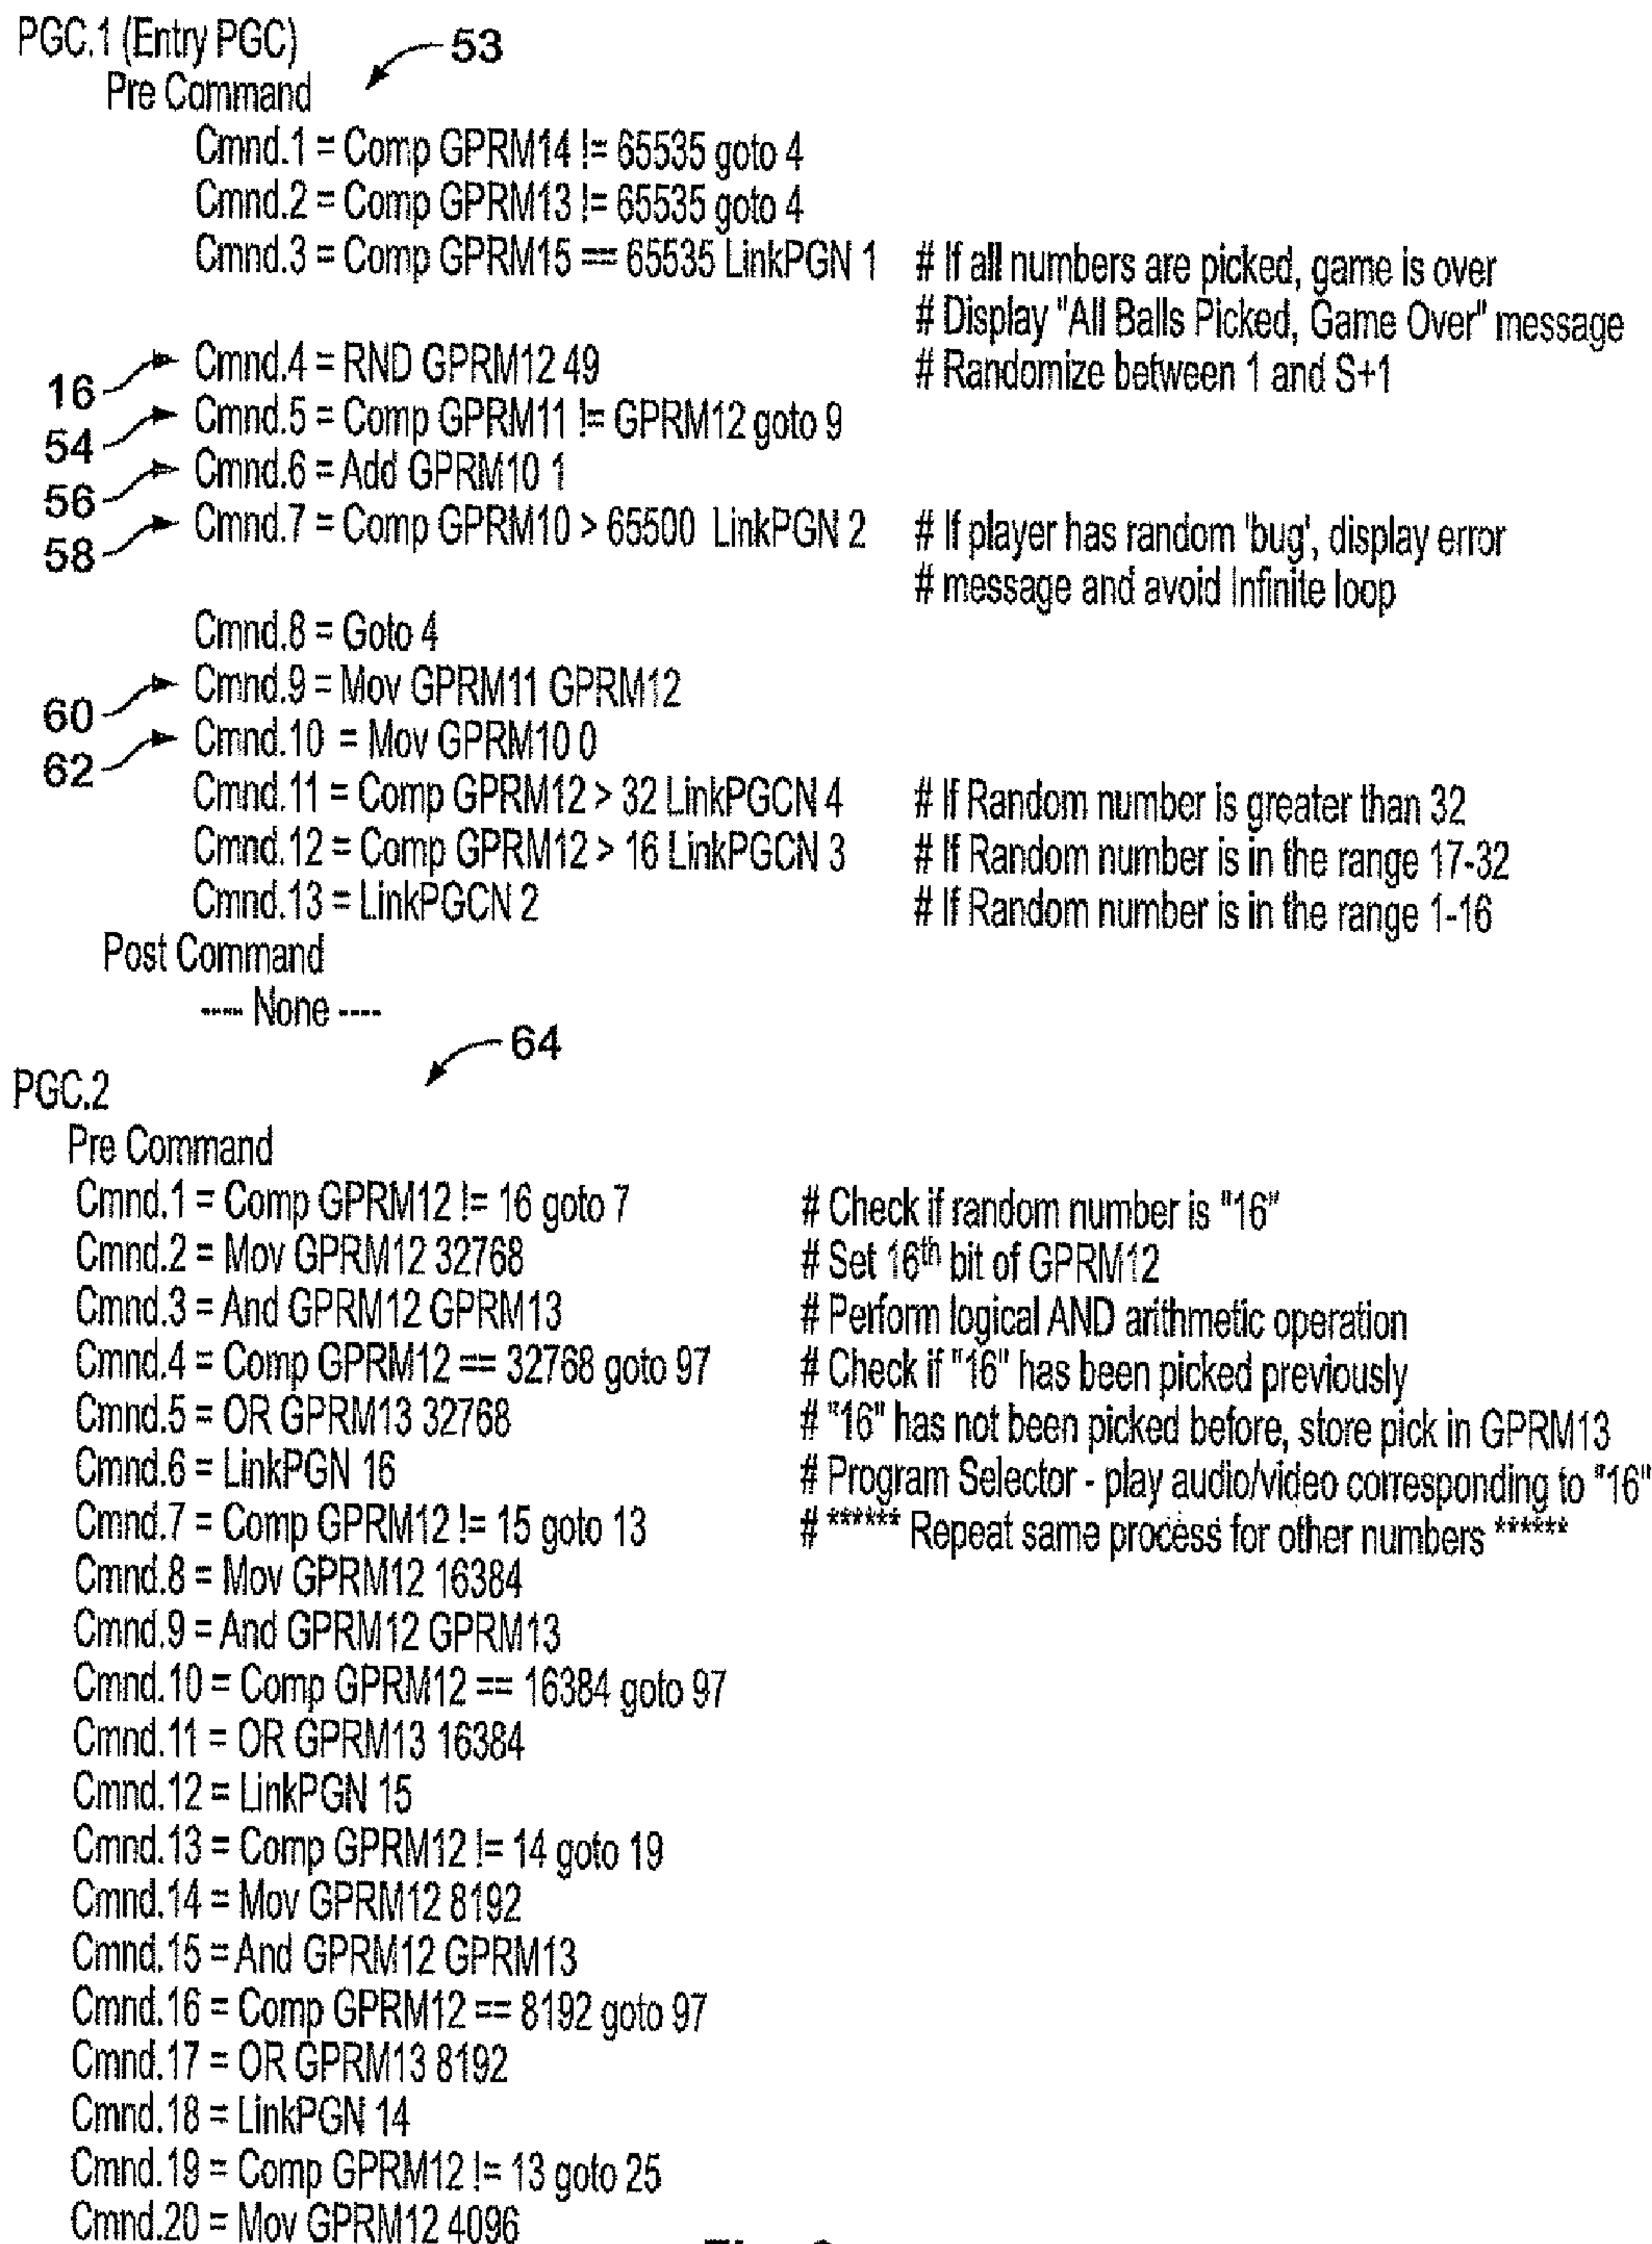 PGC.1 (Entry PGC)
53
Pre Command
Cmnd.1 = Comp GPRM14 != 65535 goto 4
Cmnd.2 = Comp GPRM13 != 65535 goto 4
Cmnd.3 = Comp GPRM15 == 65535 LinkPGN 1 # If all numbers are picked, game is over
# Display "All Balls Picked, Game Over" message
16 Cmnd.4 = RND GPRM12 49 # Randomize between 1 and S+1
54 Cmnd.5 = Comp GPRM11 != GPRM12 goto 9
56 Cmnd.6 = Add GPRM10 1
58 Cmnd.7 = Comp GPRM10 > 65500 LinkPGN 2 # If player has random 'bug', display error
# message and avoid Infinite loop
Cmnd.8 = Goto 4
60 Cmnd.9 = Mov GPRM11 GPRM12
62 Cmnd.10 = Mov GPRM10 0
Cmnd.11 = Comp GPRM12 > 32 LinkPGCN 4 # If Random number is greater than 32
Cmnd.12 = Comp GPRM12 > 16 LinkPGCN 3 # If Random number is in the range 17-32
Cmnd.13 = LinkPGCN 2 # If Random number is in the range 1-16
Post Command
---- None ----
64
PGC.2
Pre Command
Cmnd.1 = Comp GPRM12 != 16 goto 7 # Check if random number is "16"
Cmnd.2 = Mov GPRM12 32768 # Set 16th bit of GPRM12
Cmnd.3 = And GPRM12 GPRM13 # Perform logical AND arithmetic operation
Cmnd.4 = Comp GPRM12 == 32768 goto 97 # Check if "16" has been picked previously
Cmnd.5 = OR GPRM13 32768 # "16" has not been picked before, store pick in GPRM13
Cmnd.6 = LinkPGN 16 # Program Selector - play audio/video corresponding to "16"
Cmnd.7 = Comp GPRM12 != 15 goto 13 # ****** Repeat same process for other numbers ******
Cmnd.8 = Mov GPRM12 16384
Cmnd.9 = And GPRM12 GPRM13
Cmnd.10 = Comp GPRM12 == 16384 goto 97
Cmnd.11 = OR GPRM13 16384
Cmnd.12 = LinkPGN 15
Cmnd.13 = Comp GPRM12 != 14 goto 19
Cmnd.14 = Mov GPRM12 8192
Cmnd.15 = And GPRM12 GPRM13
Cmnd.16 = Comp GPRM12 == 8192 goto 97
Cmnd.17 = OR GPRM13 8192
Cmnd.18 = LinkPGN 14
Cmnd.19 = Comp GPRM12 != 13 goto 25
Cmnd.20 = Mov GPRM12 4096